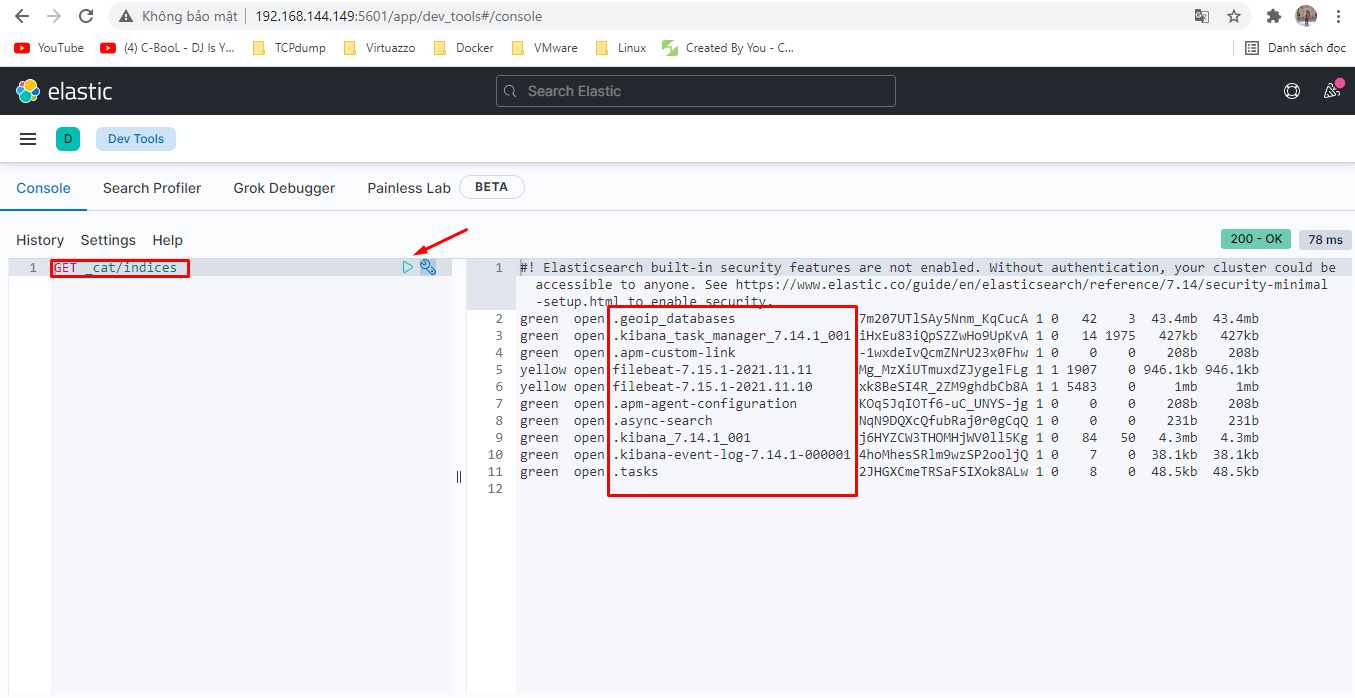 Không bảo mật 192.168.144.149:5601/app/dev_tools#/console
YouTube (4) C-BooL - DJ Is Y... TCPdump Virtuazzo Docker VMware Linux Created By You - C... Danh sách đọc
elastic Search Elastic
D Dev Tools
Console Search Profiler Grok Debugger Painless Lab BETA
History Settings Help 200 - OK 78 ms
1 GET _cat/indices
1 #! Elasticsearch built-in security features are not enabled. Without authentication, your cluster could be
accessible to anyone. See https://www.elastic.co/guide/en/elasticsearch/reference/7.14/security-minimal
-setup.html to enable security.
2 green open .geoip_databases 7m207UTlSAy5Nnm_KqCucA 1 0 42 3 43.4mb 43.4mb
3 green open .kibana_task_manager_7.14.1_001 iHxEu83iQpSZZwHo9UpKvA 1 0 14 1975 427kb 427kb
4 green open .apm-custom-link -1wxdeIvQcmZNrU23x0Fhw 1 0 0 0 208b 208b
5 yellow open filebeat-7.15.1-2021.11.11 Mg_MzXiUTmuxdZJygelFLg 1 1 1907 0 946.1kb 946.1kb
6 yellow open filebeat-7.15.1-2021.11.10 xk8BeSI4R_2ZM9ghdbCb8A 1 1 5483 0 1mb 1mb
7 green open .apm-agent-configuration KOq5JqIOTf6-uC_UNYS-jg 1 0 0 0 208b 208b
8 green open .async-search NqN9DQXcQfubRaj0r0gCqQ 1 0 0 0 231b 231b
9 green open .kibana_7.14.1_001 j6HYZCW3THOMHjWV0ll5Kg 1 0 84 50 4.3mb 4.3mb
10 green open .kibana-event-log-7.14.1-000001 4hoMhesSRlm9wzSP2ooljQ 1 0 7 0 38.1kb 38.1kb
11 green open .tasks 2JHGXCmeTRSaFSIXok8ALw 1 0 8 0 48.5kb 48.5kb
12